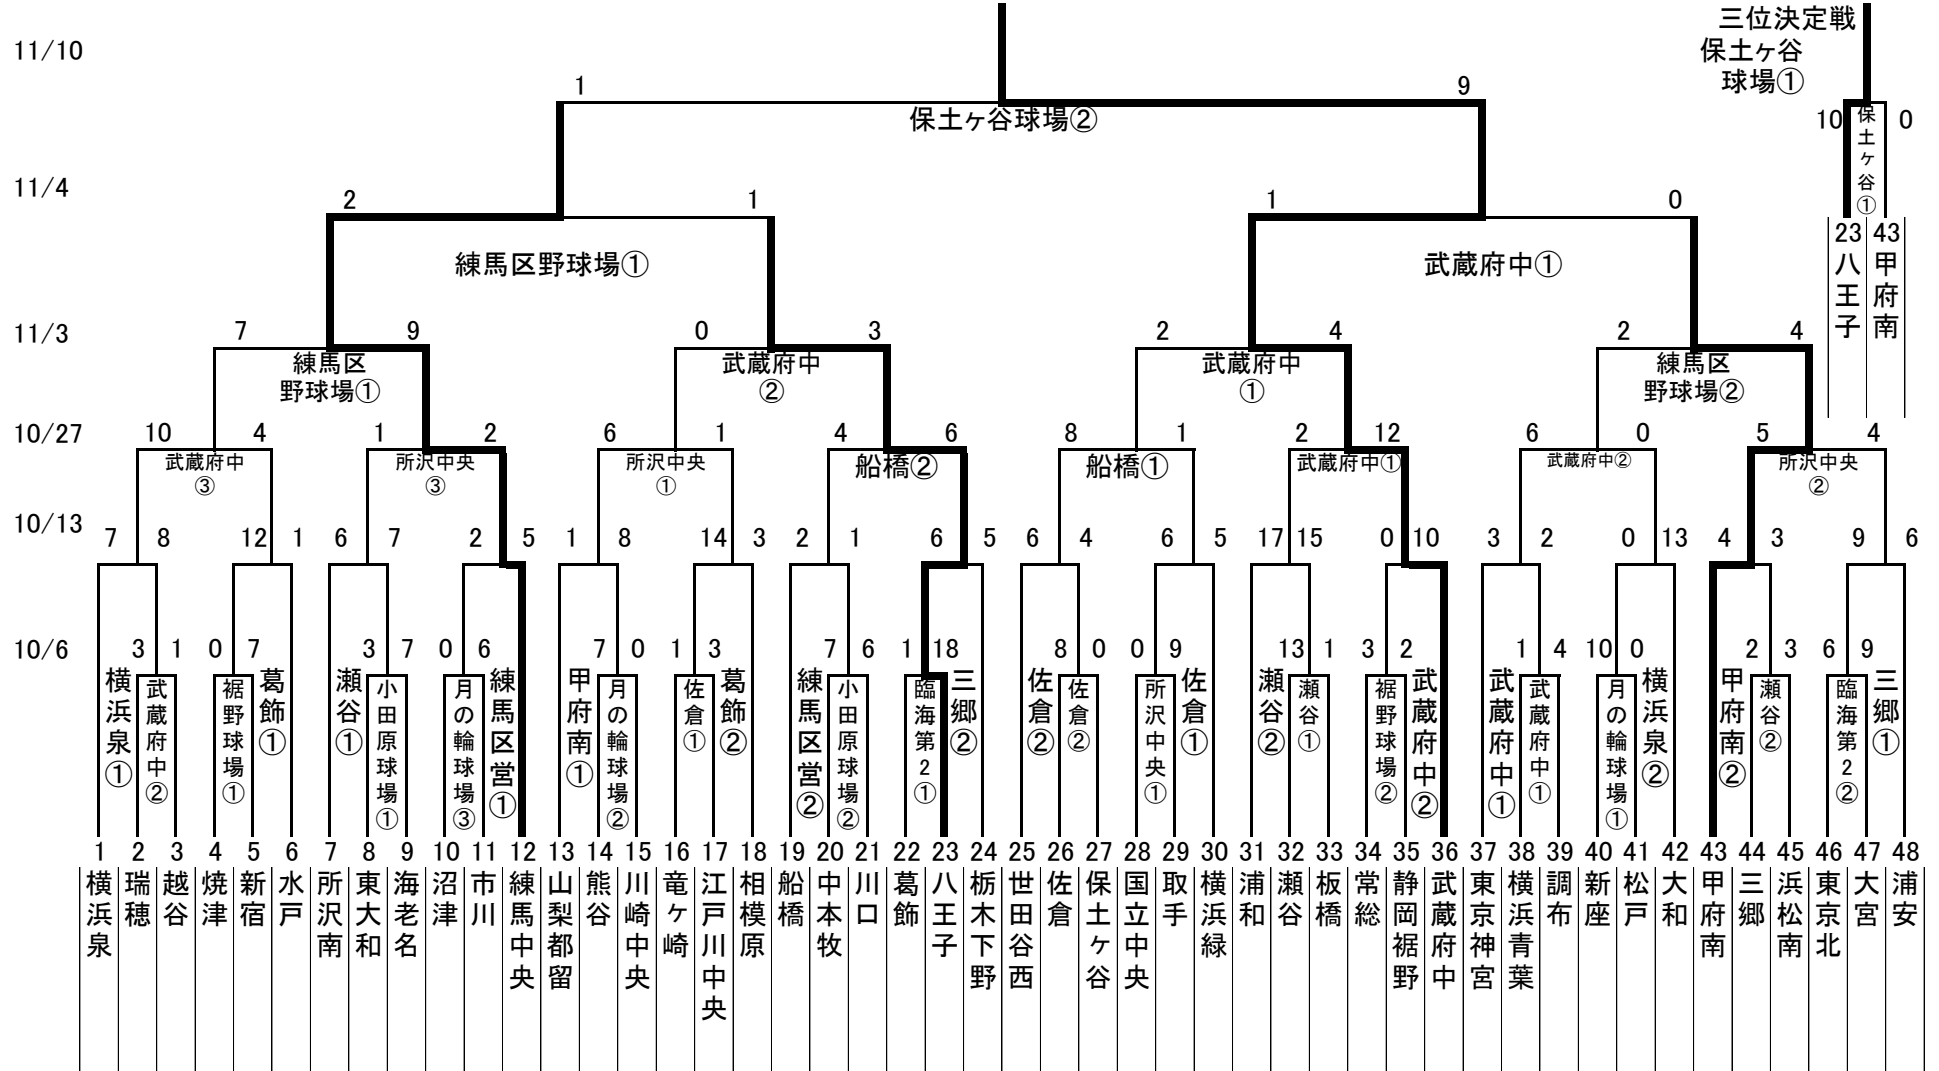 三位決定戦
11/10 保土ヶ谷
球場①
1 9
保土ヶ谷球場②
10 保土ヶ谷① 0
11/4
2 1 1 0
23 43
八王子 甲府南
練馬区野球場① 武蔵府中①
11/3
7 9 0 3 2 4 2 4
練馬区 武蔵府中 武蔵府中 練馬区
野球場① ② ① 野球場②
10/27
10 4 1 2 6 1 4 6 8 1 2 12 6 0 5 4
武蔵府中 所沢中央 所沢中央 船橋② 船橋① 武蔵府中① 武蔵府中② 所沢中央
③ ③ ① ②
10/13
7 8 12 1 6 7 2 5 1 8 14 3 2 1 6 5 6 4 6 5 17 15 0 10 3 2 0 13 4 3 9 6
10/6
3 1 0 7 3 7 0 6 7 0 1 3 7 6 1 18 8 0 0 9 13 1 3 2 1 4 10 0 2 3 6 9
横浜泉①
武蔵府中②
裾野球場①
葛飾①
瀬谷①
小田原球場①
月の輪球場③
練馬区営①
甲府南①
月の輪球場②
佐倉①
葛飾②
練馬区営②
小田原球場②
臨海第2①
三郷②
佐倉②
佐倉②
所沢中央①
佐倉①
瀬谷②
瀬谷①
裾野球場②
武蔵府中②
武蔵府中①
武蔵府中①
月の輪球場①
横浜泉②
甲府南②
瀬谷②
臨海第2②
三郷①
1 2 3 4 5 6 7 8 9 10 11 12 13 14 15 16 17 18 19 20 21 22 23 24 25 26 27 28 29 30 31 32 33 34 35 36 37 38 39 40 41 42 43 44 45 46 47 48
横浜泉
瑞穂
越谷
焼津
新宿
水戸
所沢南
東大和
海老名
沼津
市川
練馬中央
山梨都留
熊谷
川崎中央
竜ヶ崎
江戸川中央
相模原
船橋
中本牧
川口
葛飾
八王子
栃木下野
世田谷西
佐倉
保土ヶ谷
国立中央
取手
横浜緑
浦和
瀬谷
板橋
常総
静岡裾野
武蔵府中
東京神宮
横浜青葉
調布
新座
松戸
大和
甲府南
三郷
浜松南
東京北
大宮
浦安